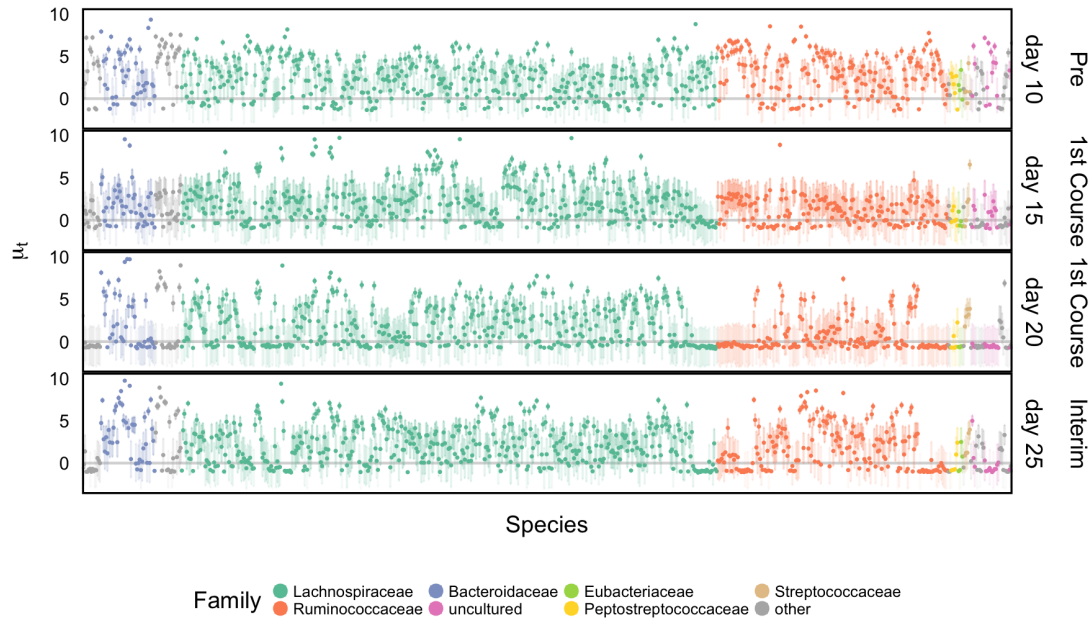 10
5
0
Pre
day 10
10
5
0
1st Course
day 15
10
5
0
1st Course
day 20
10
5
0
Interim
day 25
Species
Family
Lachnospiraceae
Bacteroidaceae
Eubacteriaceae
Streptococcaceae
Ruminococcaceae
uncultured
Peptostreptococcaceae
other